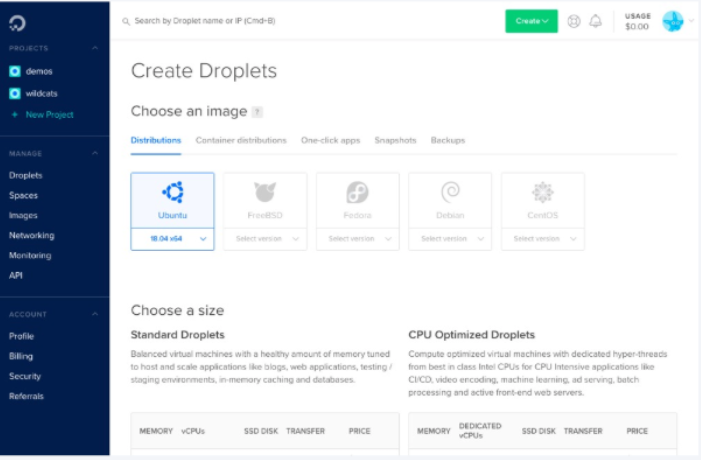 Search by Droplet name or IP (Cmd+B)
Create
USAGE
$0.00
PROJECTS
demos
wildcats
+ New Project
MANAGE
Droplets
Spaces
Images
Networking
Monitoring
API
ACCOUNT
Profile
Billing
Security
Referrals
Create Droplets
Choose an image ?
Distributions Container distributions One-click apps Snapshots Backups
Ubuntu FreeBSD Fedora Debian CentOS
18.04 x64 Select version Select version Select version Select version
Choose a size
Standard Droplets
Balanced virtual machines with a healthy amount of memory tuned
to host and scale applications like blogs, web applications, testing /
staging environments, in-memory caching and databases.
MEMORY vCPUs SSD DISK TRANSFER PRICE
CPU Optimized Droplets
Compute optimized virtual machines with dedicated hyper-threads
from best in class Intel CPUs for CPU Intensive applications like
CI/CD, video encoding, machine learning, ad serving, batch
processing and active front-end web servers.
MEMORY DEDICATED vCPUs SSD DISK TRANSFER PRICE